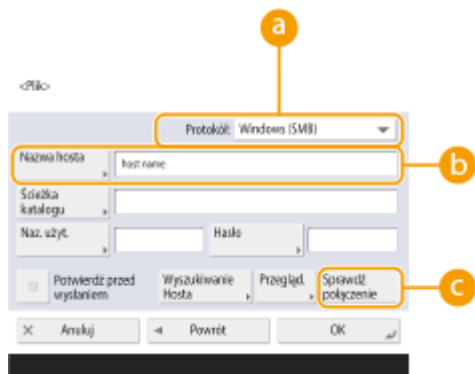 a
<Plik>
Protokół: Windows (SMB)
Nazwa hosta
host name
b
Ścieżka
katalogu
Naz. użyt.
Hasło
Potwierdź przed
wysłaniem
Wyszukiwanie
Hosta
Przegląd.
Sprawdź
połączenie
c
Anuluj
Powrót
OK